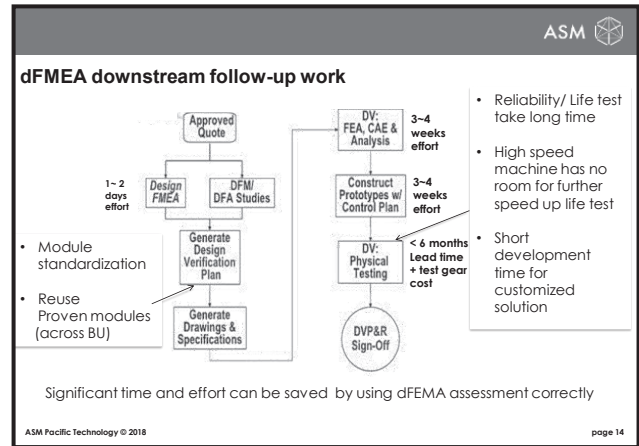 ASM
dFMEA downstream follow-up work
Approved
Quote
1~ 2
days
effort
Design
FMEA
DFM/
DFA Studies
• Module
standardization
• Reuse
Proven modules
(across BU)
Generate
Design
Verification
Plan
Generate
Drawings &
Specifications
DV:
FEA, CAE &
Analysis
3~4
weeks
effort
Construct
Prototypes w/
Control Plan
3~4
weeks
effort
DV:
Physical
Testing
< 6 months
Lead time
+ test gear
cost
DVP&R
Sign-Off
• Reliability/ Life test
take long time
• High speed
machine has no
room for further
speed up life test
• Short
development
time for
customized
solution
Significant time and effort can be saved by using dFEMA assessment correctly
ASM Pacific Technology © 2018
page 14